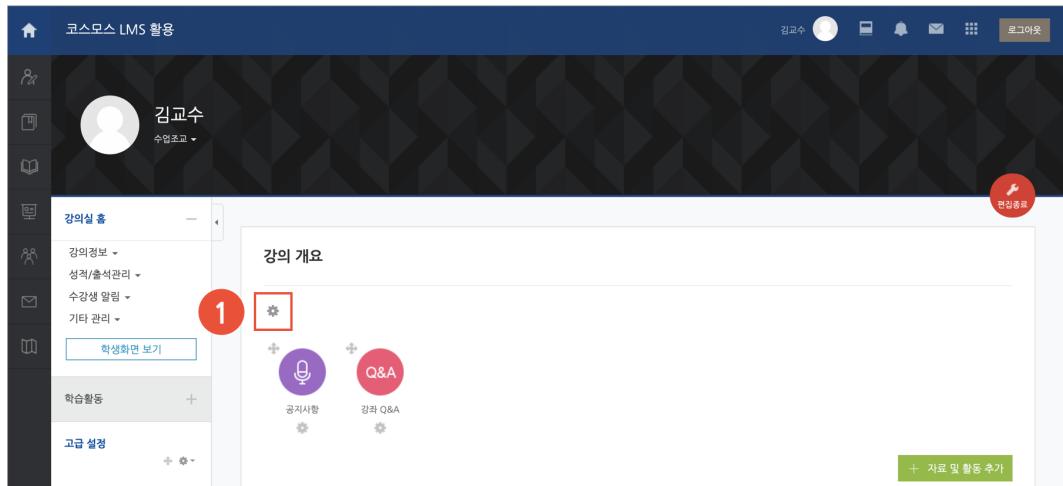 코스모스 LMS 활용
김교수
로그아웃
김교수
수업조교
편집종료
강의실 홈
강의정보
성적/출석관리
수강생 알림
기타 관리
학생화면 보기
학습활동
고급 설정
강의 개요
1
Q&A
공지사항
강좌 Q&A
+ 자료 및 활동 추가